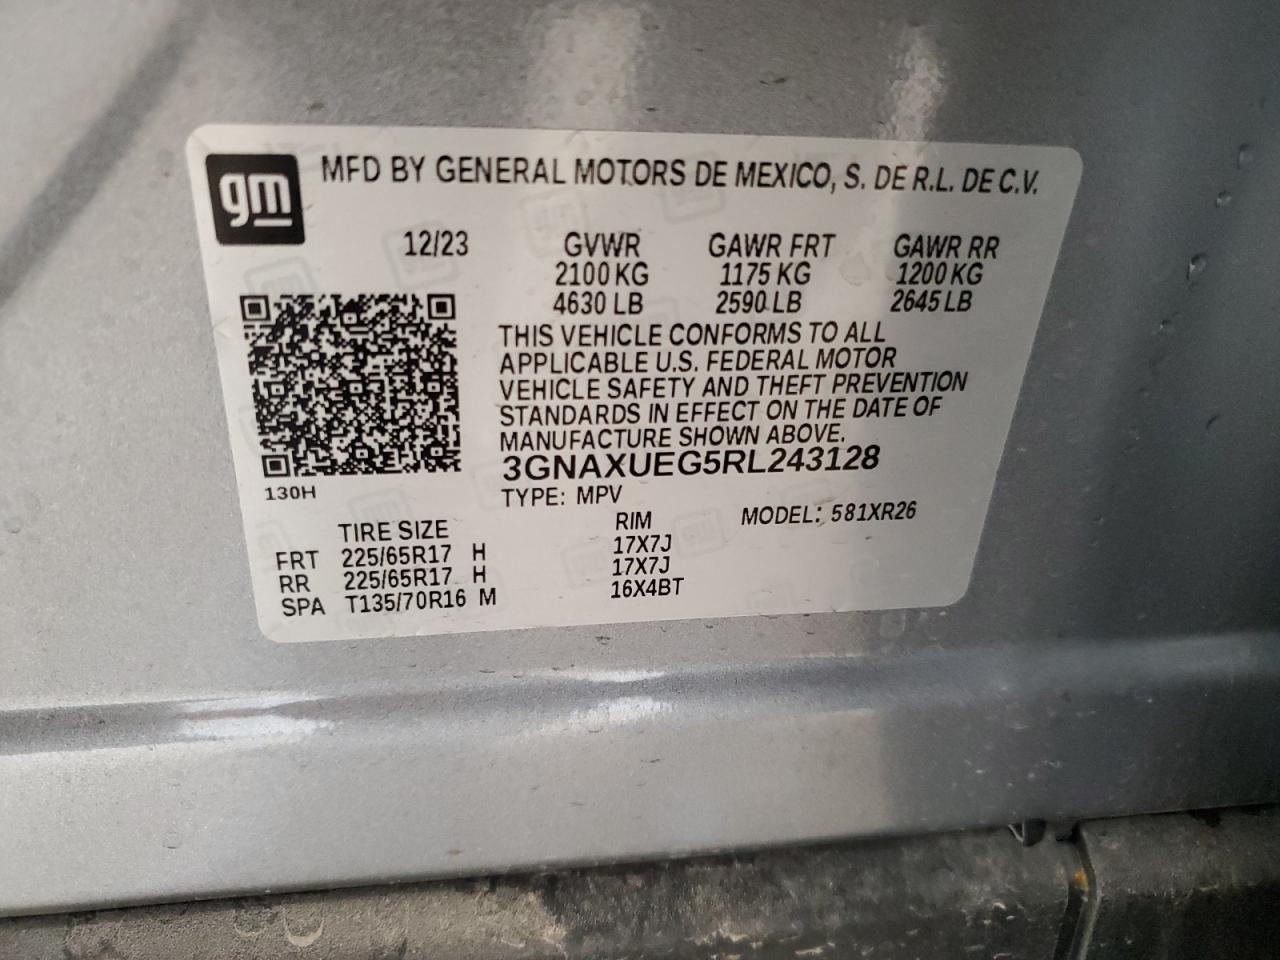 gm
MFD BY GENERAL MOTORS DE MEXICO, S. DE R.L. DE C.V.
12/23 GVWR GAWR FRT GAWR RR
2100 KG 1175 KG 1200 KG
4630 LB 2590 LB 2645 LB
THIS VEHICLE CONFORMS TO ALL
APPLICABLE U.S. FEDERAL MOTOR
VEHICLE SAFETY AND THEFT PREVENTION
STANDARDS IN EFFECT ON THE DATE OF
MANUFACTURE SHOWN ABOVE.
3GNAXUEG5RL243128
130H
TYPE: MPV
MODEL: 581XR26
TIRE SIZE RIM
FRT 225/65R17 H 17X7J
RR 225/65R17 H 17X7J
SPA T135/70R16 M 16X4BT